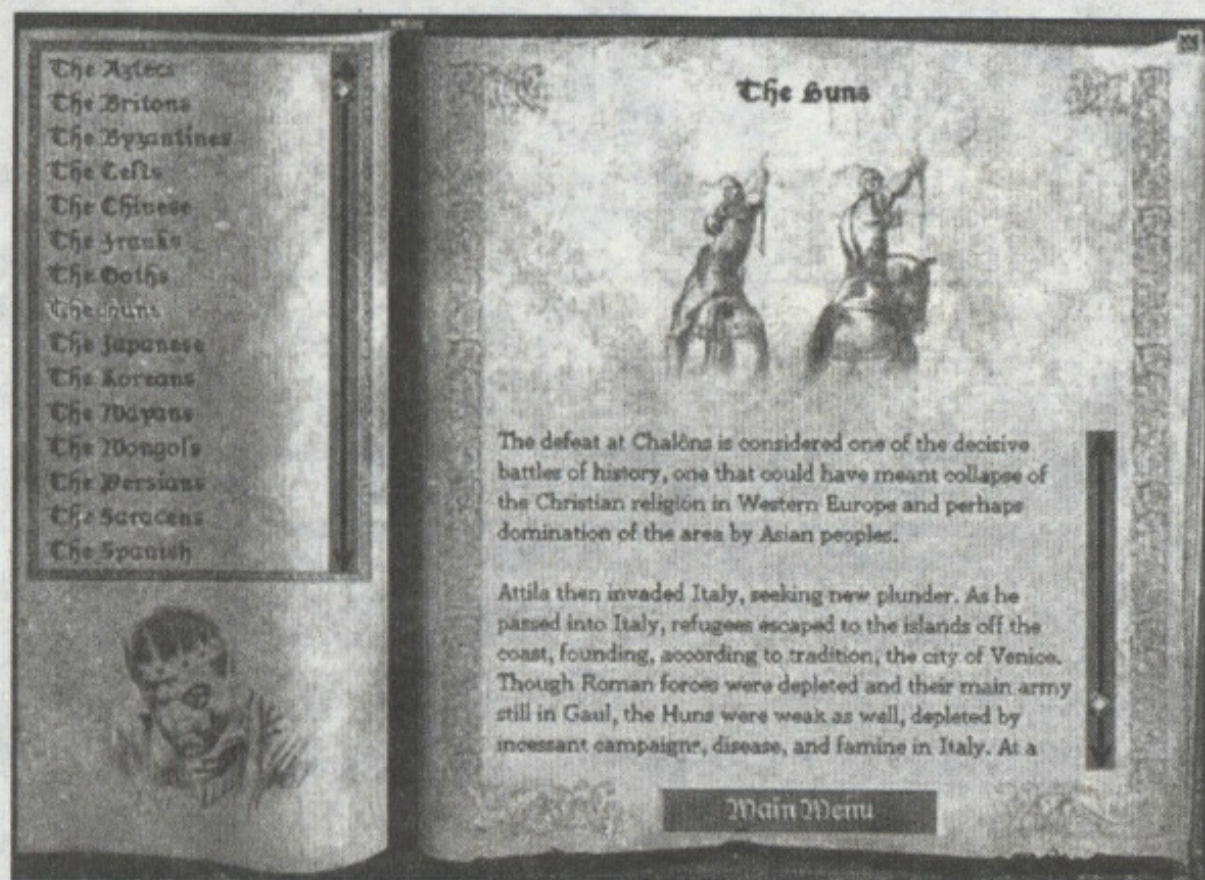 The Aztecs
The Britons
The Byzantines
The Celts
The Chinese
The Franks
The Goths
The Huns
The Japanese
The Koreans
The Mayans
The Mongols
The Persians
The Saracens
The Spanish
The Huns
The defeat at Chalôns is considered one of the decisive
battles of history, one that could have meant collapse of
the Christian religion in Western Europe and perhaps
domination of the area by Asian peoples.
Attila then invaded Italy, seeking new plunder. As he
passed into Italy, refugees escaped to the islands off the
coast, founding, according to tradition, the city of Venice.
Though Roman forces were depleted and their main army
still in Gaul, the Huns were weak as well, depleted by
incessant campaigns, disease, and famine in Italy. At a
Main Menu